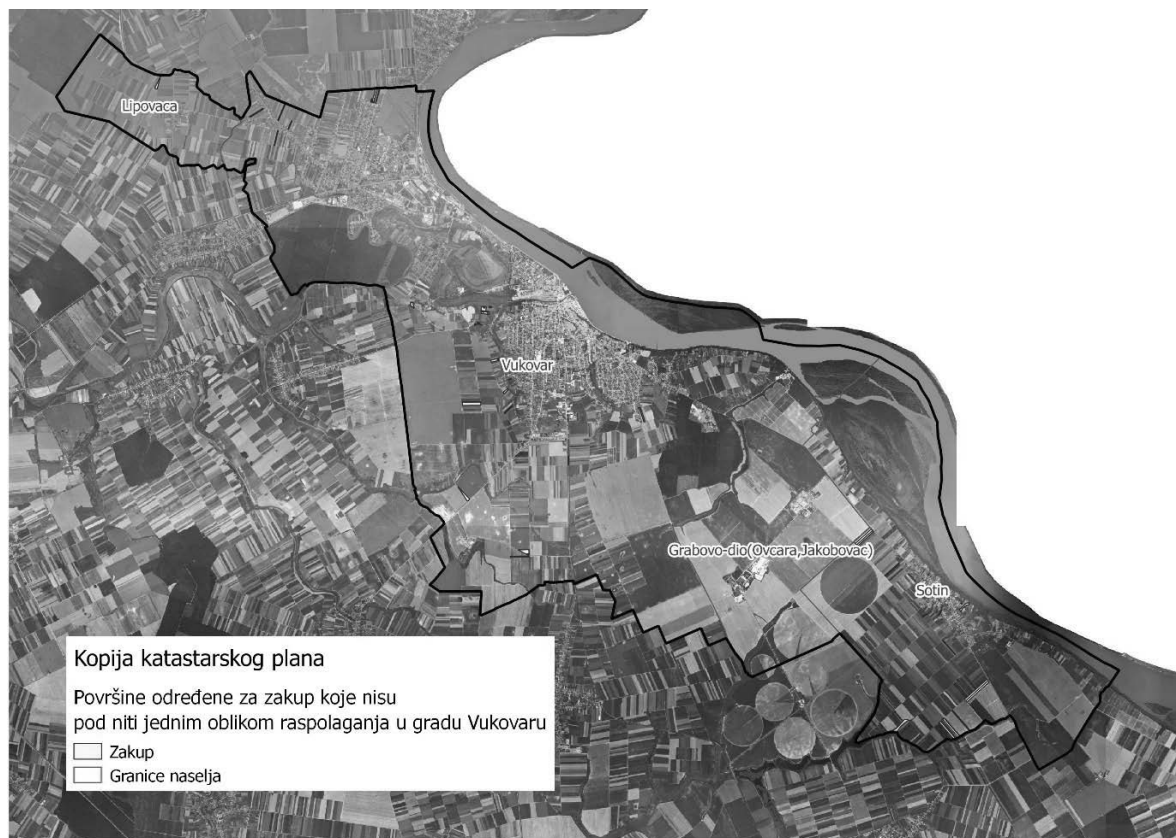 Lipovaca
Vukovar
Grabovo-dio(Ovcara,Jakobovac)
Sotin
Kopija katastarskog plana
Površine određene za zakup koje nisu
pod niti jednim oblikom raspolaganja u gradu Vukovaru
Zakup
Granice naselja